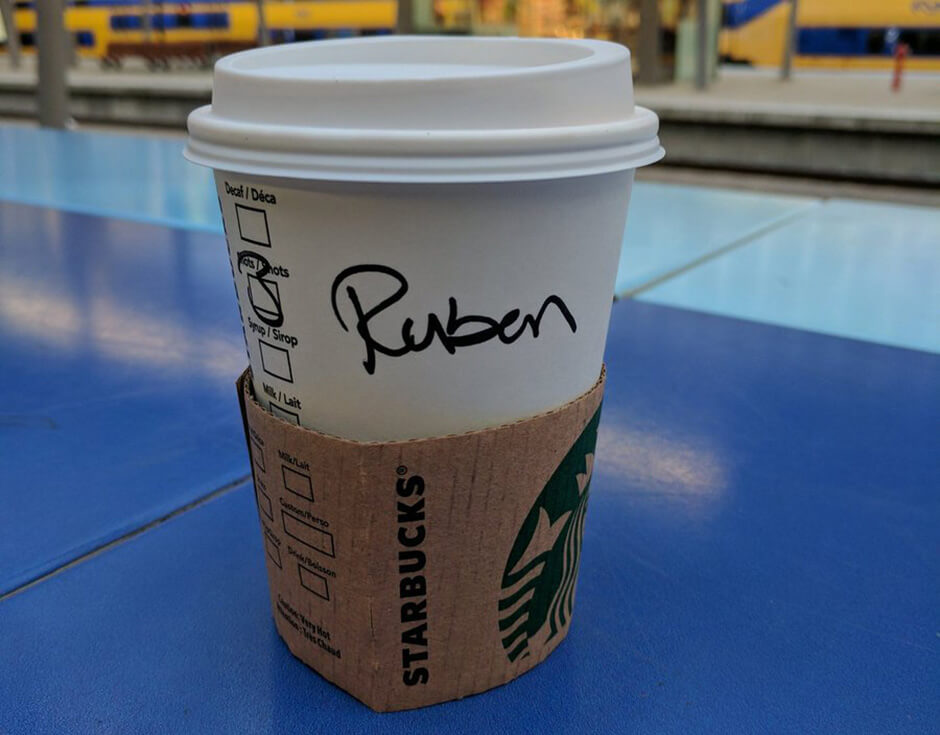 Decaf / Déca
Shots
3
Syrup / Sirop
Milk / Lait
Ruben
Milk/Lait
Custom/Perso
Drink/Boisson
Caution: Very Hot
Attention : Très Chaud
STARBUCKS®